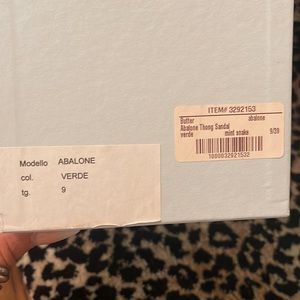 ITEM# 3292153
Butter abalone
Abalone Thong Sandal
verde mint snake 9/39
1000032921532
Modello ABALONE
col. VERDE
tg. 9